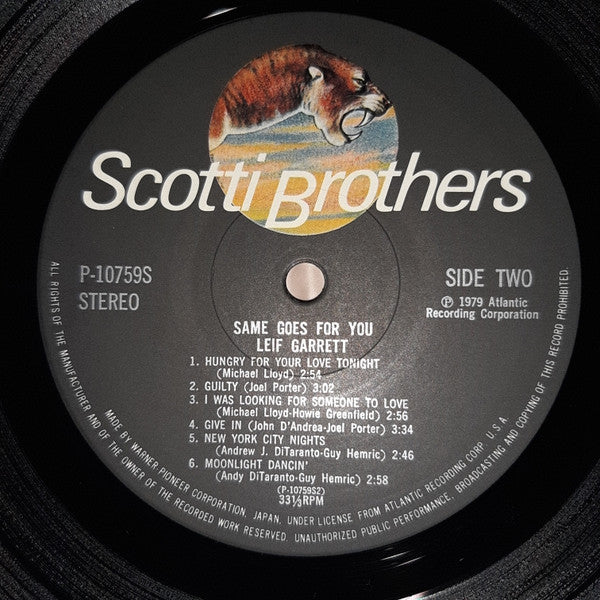 Scotti Brothers
P-10759S
STEREO
SIDE TWO
℗ 1979 Atlantic
Recording Corporation
SAME GOES FOR YOU
LEIF GARRETT
1. HUNGRY FOR YOUR LOVE TONIGHT
(Michael Lloyd) 2:54
2. GUILTY (Joel Porter) 3:02
3. I WAS LOOKING FOR SOMEONE TO LOVE
(Michael Lloyd-Howie Greenfield) 2:56
4. GIVE IN (John D'Andrea-Joel Porter) 3:34
5. NEW YORK CITY NIGHTS
(Andrew J. DiTaranto-Guy Hemric) 2:46
6. MOONLIGHT DANCIN'
(Andy DiTaranto-Guy Hemric) 2:58
(P-10759S2)
33⅓RPM
MADE BY WARNER PIONEER CORPORATION, JAPAN, UNDER LICENSE FROM ATLANTIC RECORDING CORP. U.S.A.
ALL RIGHTS OF THE MANUFACTURER AND OF THE OWNER OF THE RECORDED WORK RESERVED. UNAUTHORIZED PUBLIC PERFORMANCE, BROADCASTING AND COPYING OF THIS RECORD PROHIBITED.